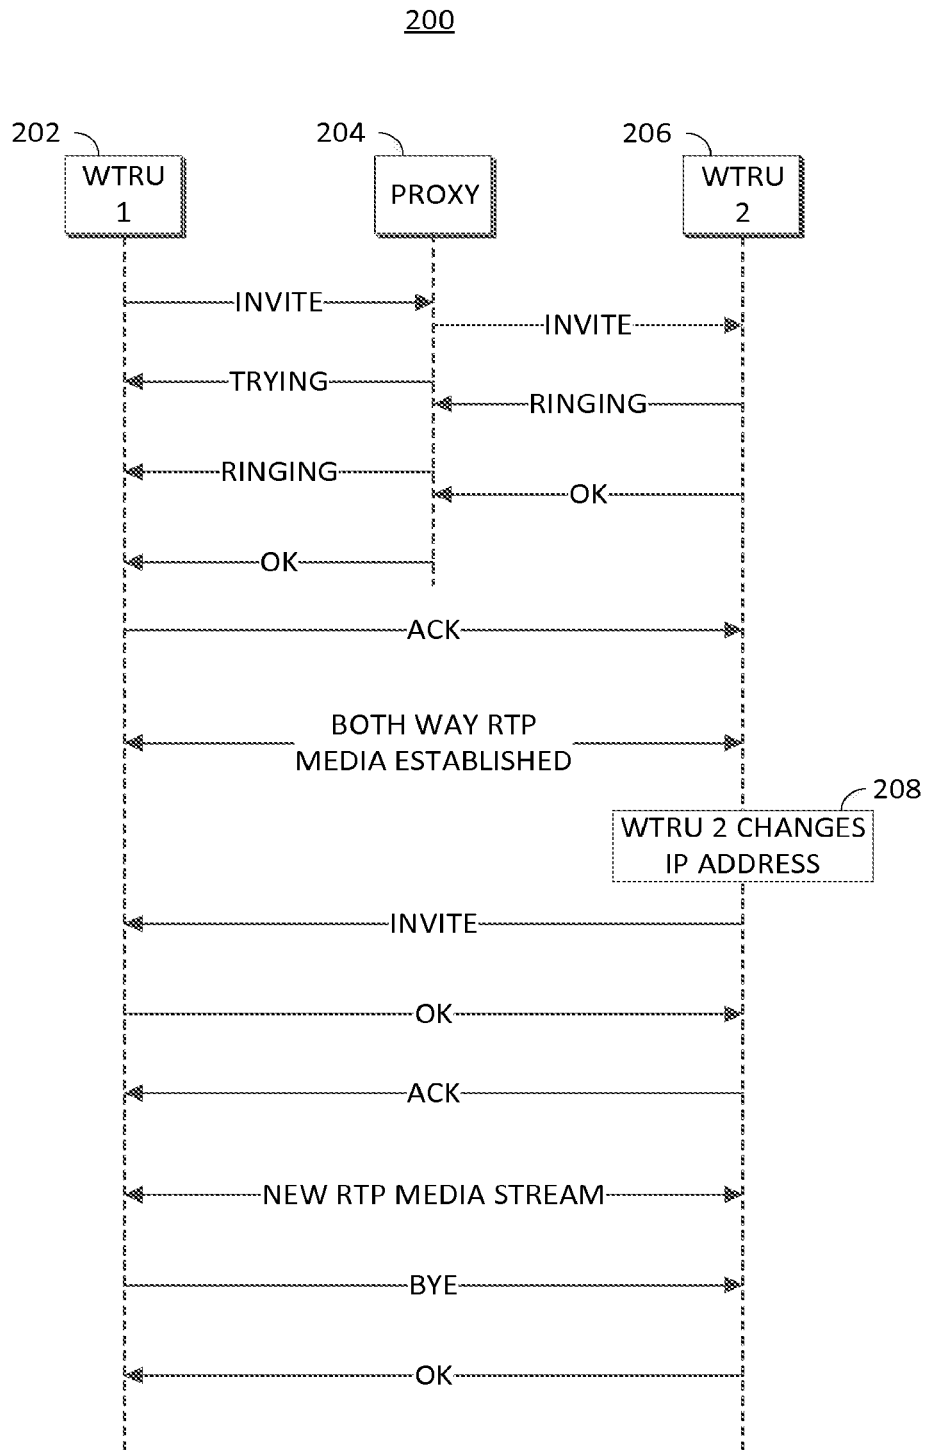 200
202
204
206
WTRU
1
PROXY
WTRU
2
INVITE
INVITE
TRYING
RINGING
RINGING
OK
OK
ACK
BOTH WAY RTP
MEDIA ESTABLISHED
208
WTRU 2 CHANGES
IP ADDRESS
INVITE
OK
ACK
NEW RTP MEDIA STREAM
BYE
OK